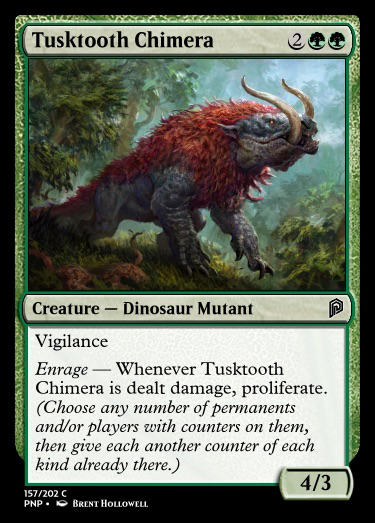 Tusktooth Chimera 2
Creature — Dinosaur Mutant
Vigilance
Enrage — Whenever Tusktooth
Chimera is dealt damage, proliferate.
(Choose any number of permanents
and/or players with counters on them,
then give each another counter of each
kind already there.)
4/3
157/202 C
PNP • Brent Hollowell